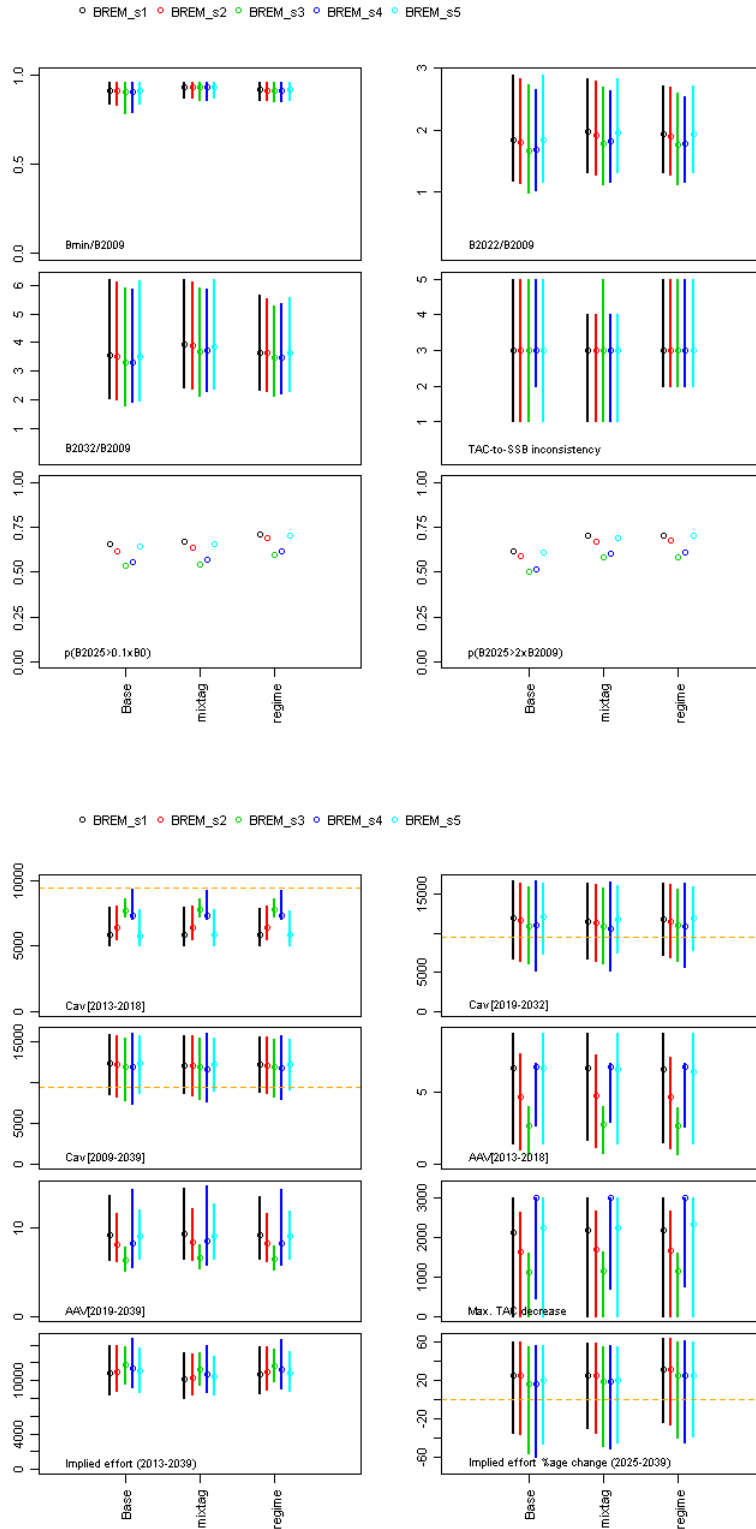 BREM_s1 BREM_s2 BREM_s3 BREM_s4 BREM_s5
1.0
0.5
0.0
Bmin/B2009
3
2
1
B2022/B2009
6
5
4
3
2
1
B2032/B2009
5
4
3
2
1
TAC-to-SSB inconsistency
1.00
0.75
0.50
0.25
0.00
p(B2025>0.1xB0)
Base
mixtag
regime
1.00
0.75
0.50
0.25
0.00
p(B2025>2xB2009)
Base
mixtag
regime
BREM_s1 BREM_s2 BREM_s3 BREM_s4 BREM_s5
10000
5000
0
Cav[2013-2018]
15000
5000
0
Cav[2019-2032]
15000
5000
0
Cav[2009-2039]
5
0
AAV[2013-2018]
10
0
AAV[2019-2039]
3000
2000
1000
0
Max. TAC decrease
10000
4000
0
Implied effort (2013-2039)
Base
mixtag
regime
60
20
-20
-60
Implied effort %age change (2025-2039)
Base
mixtag
regime